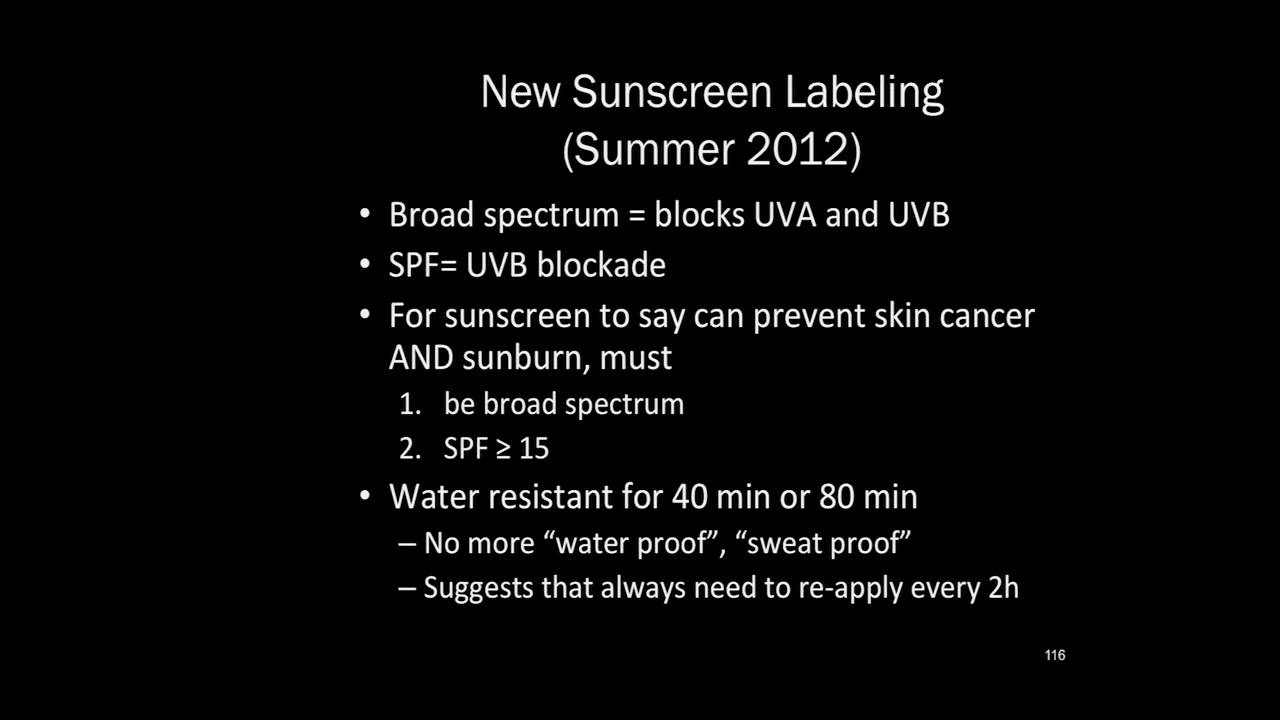 New Sunscreen Labeling
(Summer 2012)
• Broad spectrum = blocks UVA and UVB
• SPF= UVB blockade
• For sunscreen to say can prevent skin cancer
AND sunburn, must
1. be broad spectrum
2. SPF ≥ 15
• Water resistant for 40 min or 80 min
– No more “water proof”, “sweat proof”
– Suggests that always need to re-apply every 2h
116